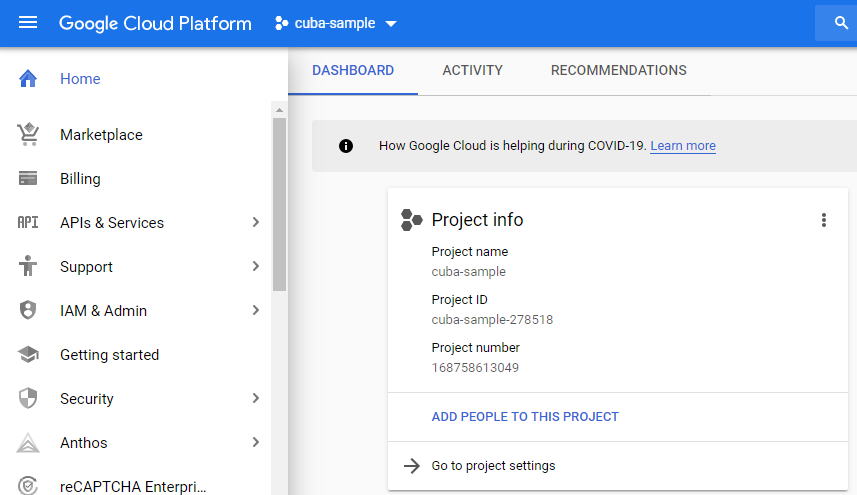 Google Cloud Platform
cuba-sample
Home
Marketplace
Billing
API
APIs & Services
Support
IAM & Admin
Getting started
Security
Anthos
reCAPTCHA Enterpri...
DASHBOARD
ACTIVITY
RECOMMENDATIONS
How Google Cloud is helping during COVID-19. Learn more
Project info
Project name
cuba-sample
Project ID
cuba-sample-278518
Project number
168758613049
ADD PEOPLE TO THIS PROJECT
Go to project settings